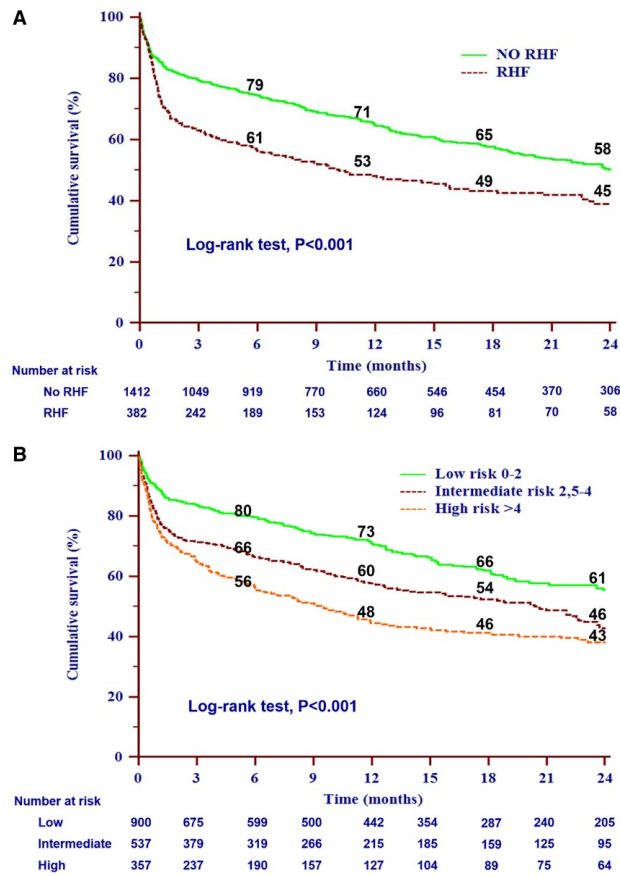 A
Cumulative survival (%)
100
80
60
40
20
0
NO RHF
RHF
79
71
65
58
61
53
49
45
Log-rank test, P<0.001
0 3 6 9 12 15 18 21 24
Time (months)
Number at risk
No RHF 1412 1049 919 770 660 546 454 370 306
RHF 382 242 189 153 124 96 81 70 58
B
Cumulative survival (%)
100
80
60
40
20
0
Low risk 0-2
Intermediate risk 2,5-4
High risk >4
80
73
66
61
66
60
54
46
56
48
46
43
Log-rank test, P<0.001
0 3 6 9 12 15 18 21 24
Time (months)
Number at risk
Low 900 675 599 500 442 354 287 240 205
Intermediate 537 379 319 266 215 185 159 125 95
High 357 237 190 157 127 104 89 75 64